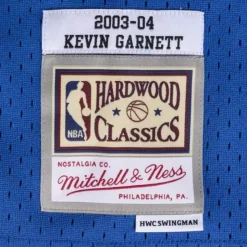 2003-04
KEVIN GARNETT
HARDWOOD
NBA
CLASSICS
NOSTALGIA CO.
Mitchell & Ness
PHILADELPHIA, PA.
HWC SWINGMAN